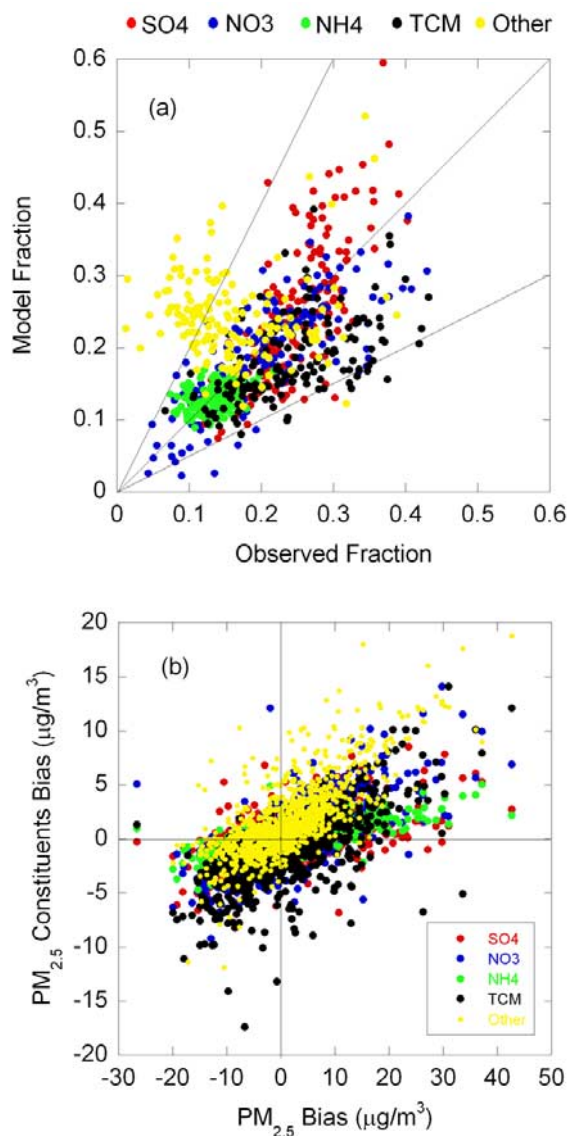 SO4 NO3 NH4 TCM Other
0.6
(a)
0.5
0.4
Model Fraction
0.3
0.2
0.1
0
0 0.1 0.2 0.3 0.4 0.5 0.6
Observed Fraction
20
(b)
15
10
5
PM2.5 Constituents Bias (µg/m³)
0
-5
-10
SO4
NO3
NH4
-15
TCM
Other
-20
-30 -20 -10 0 10 20 30 40 50
PM2.5 Bias (µg/m³)